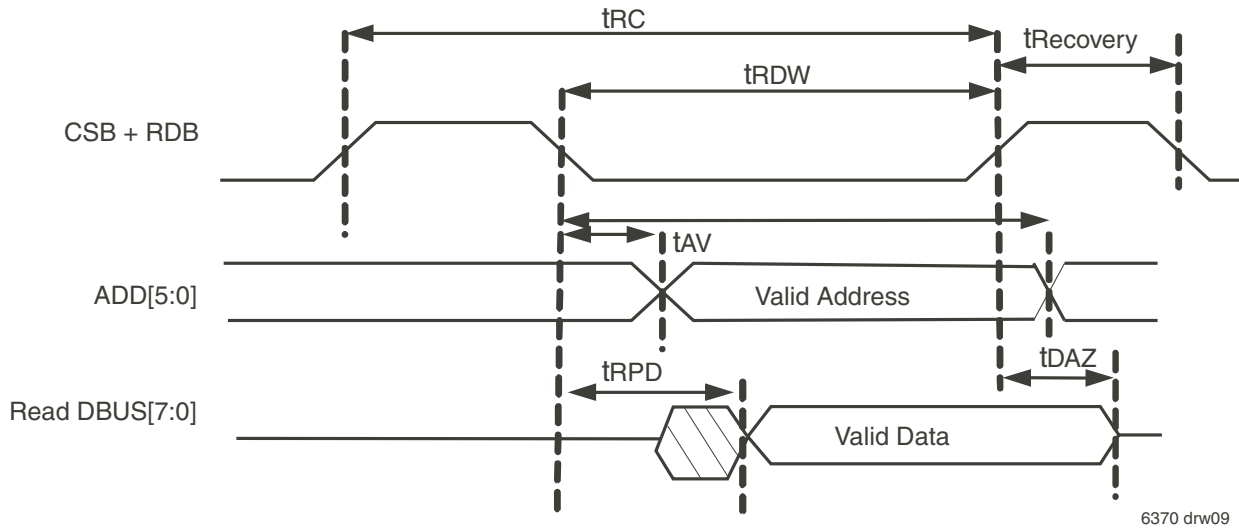 tRC
tRecovery
tRDW
CSB + RDB
tAV
ADD[5:0]
Valid Address
tRPD
tDAZ
Read DBUS[7:0]
Valid Data
6370 drw09